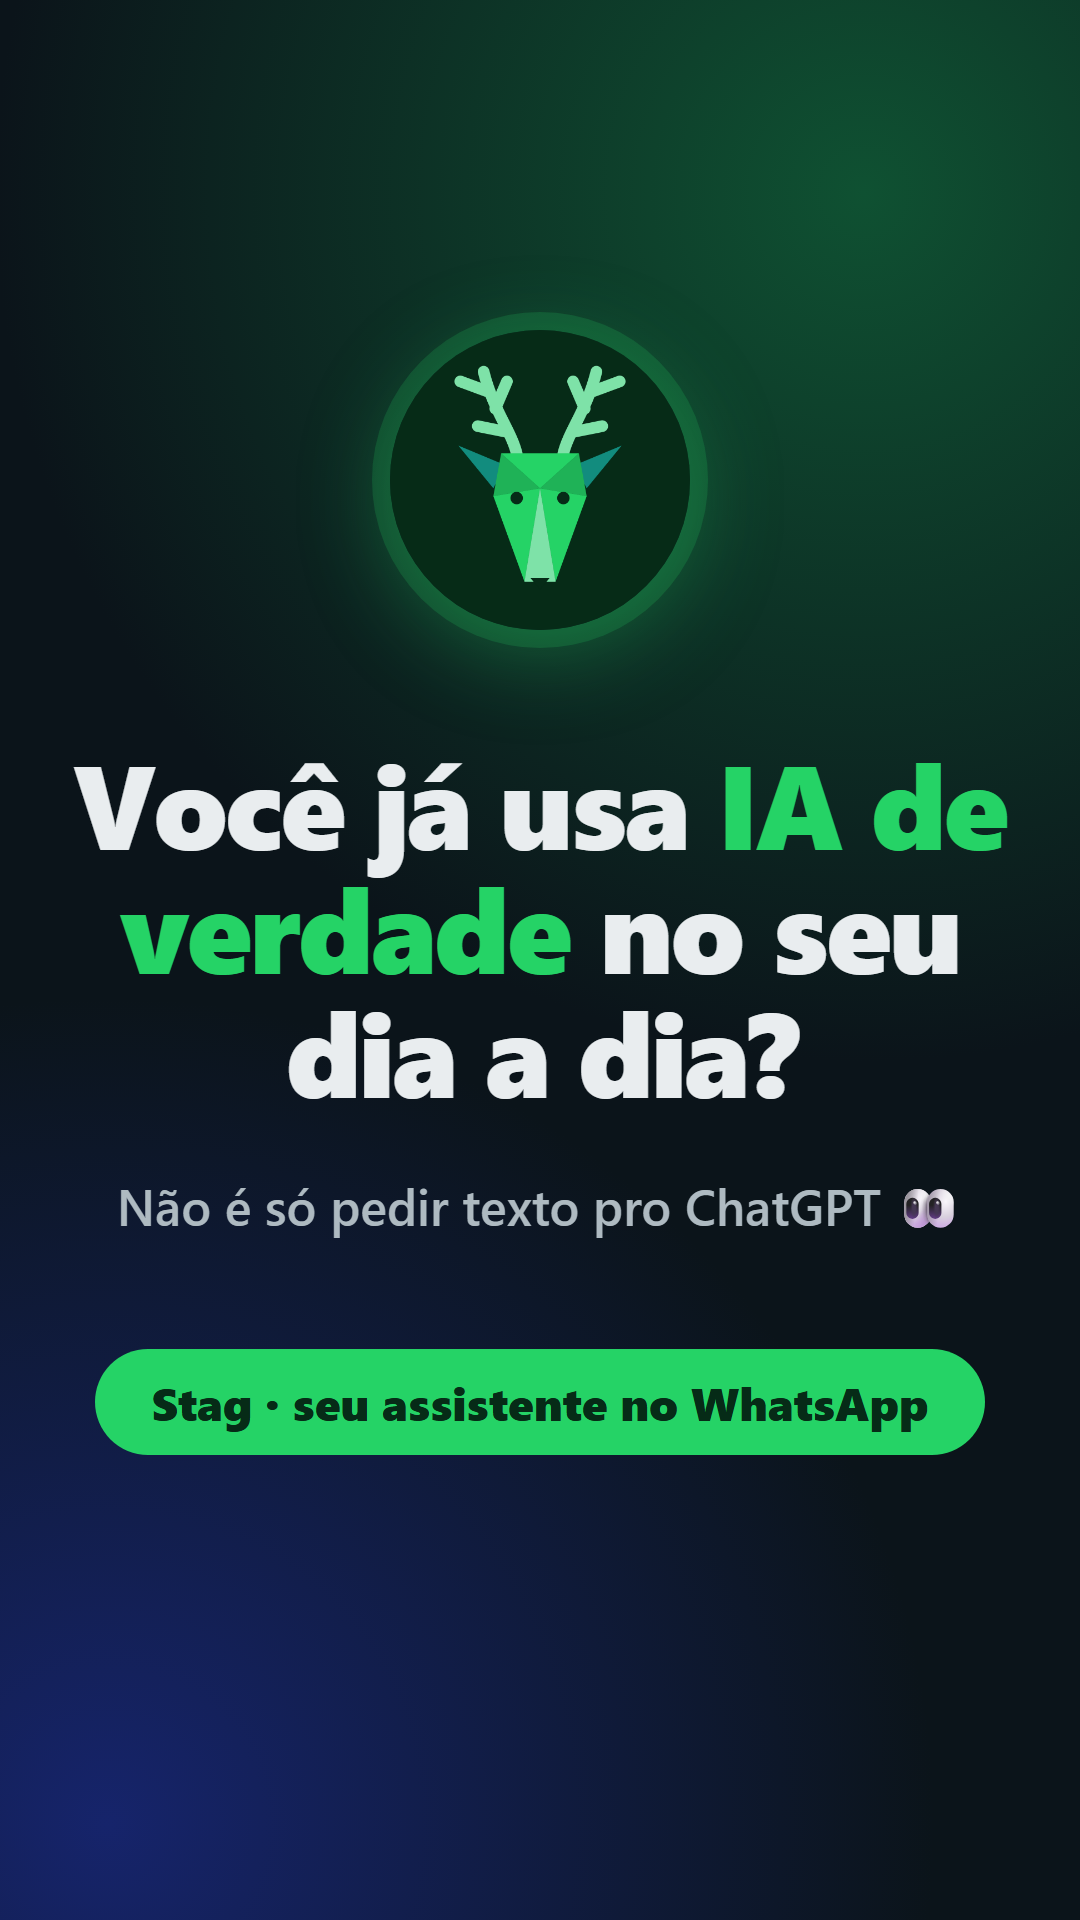 Você já usa IA de
verdade no seu
dia a dia?
Não é só pedir texto pro ChatGPT 👀
Stag · seu assistente no WhatsApp